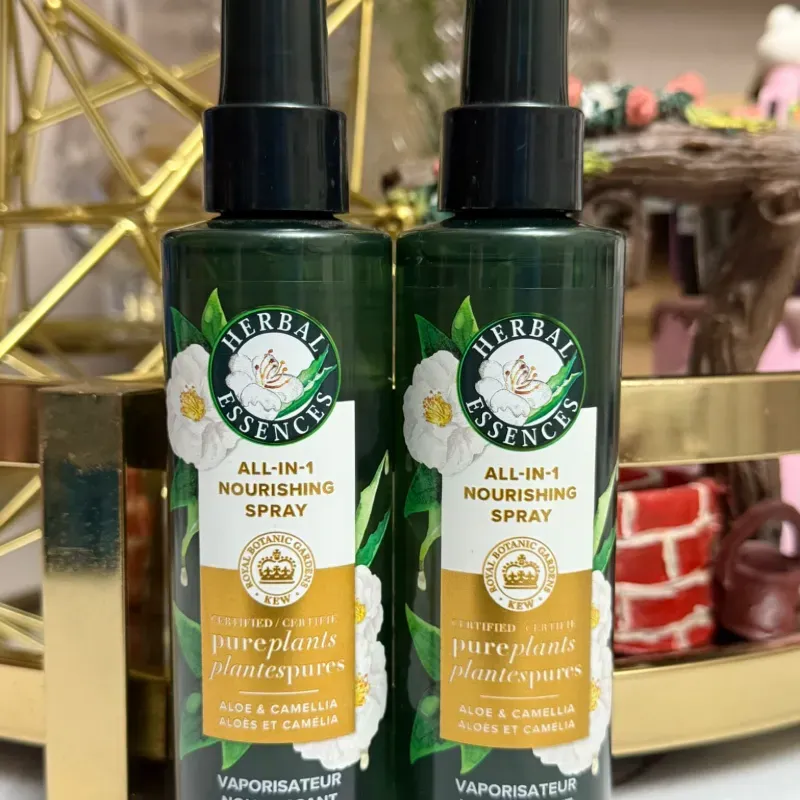 HERBAL
ESSENCES
ALL-IN-1
NOURISHING
SPRAY
ROYAL BOTANIC GARDENS
KEW
CERTIFIED / CERTIFIÉ
pureplants
plantespures
ALOE & CAMELLIA
ALOÈS ET CAMÉLIA
VAPORISATEUR
HERBAL
ESSENCES
ALL-IN-1
NOURISHING
SPRAY
ROYAL BOTANIC GARDENS
KEW
CERTIFIED / CERTIFIÉ
pureplants
plantespures
ALOE & CAMELLIA
ALOÈS ET CAMÉLIA
VAPORISATEUR